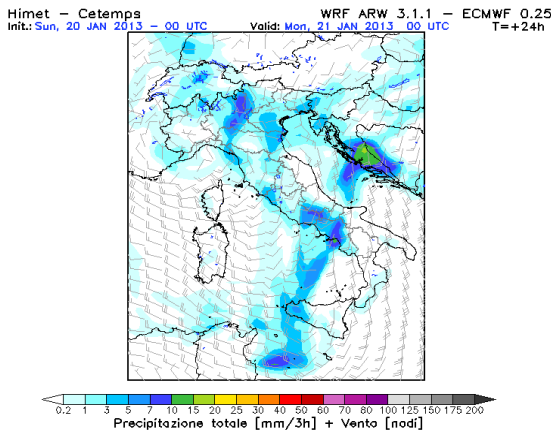 Himet – Cetemps WRF ARW 3.1.1 – ECMWF 0.25
Init.: Sun, 20 JAN 2013 – 00 UTC Valid: Mon, 21 JAN 2013 00 UTC T=+24h
0.2 1 3 5 7 10 15 20 25 30 40 50 60 70 80 100 125 150 175 200
Precipitazione totale [mm/3h] + Vento [nodi]